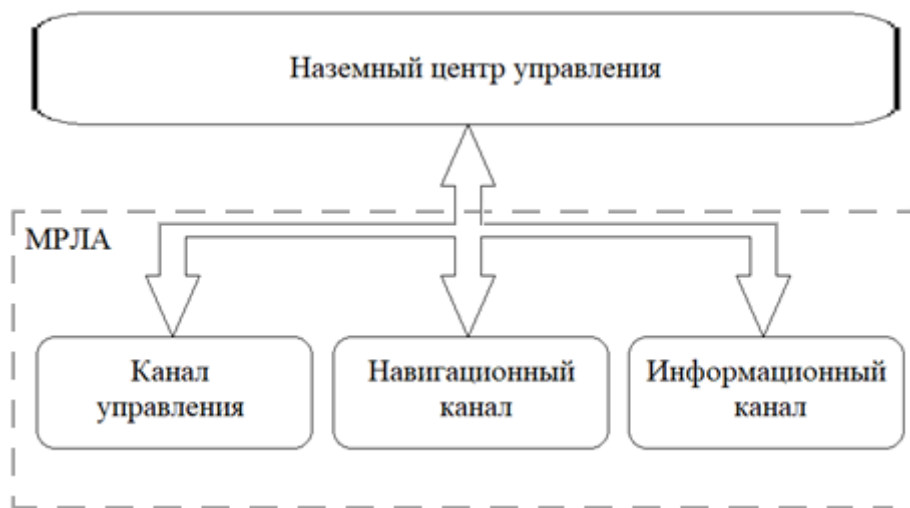 Наземный центр управления
МРЛА
Канал
управления
Навигационный
канал
Информационный
канал